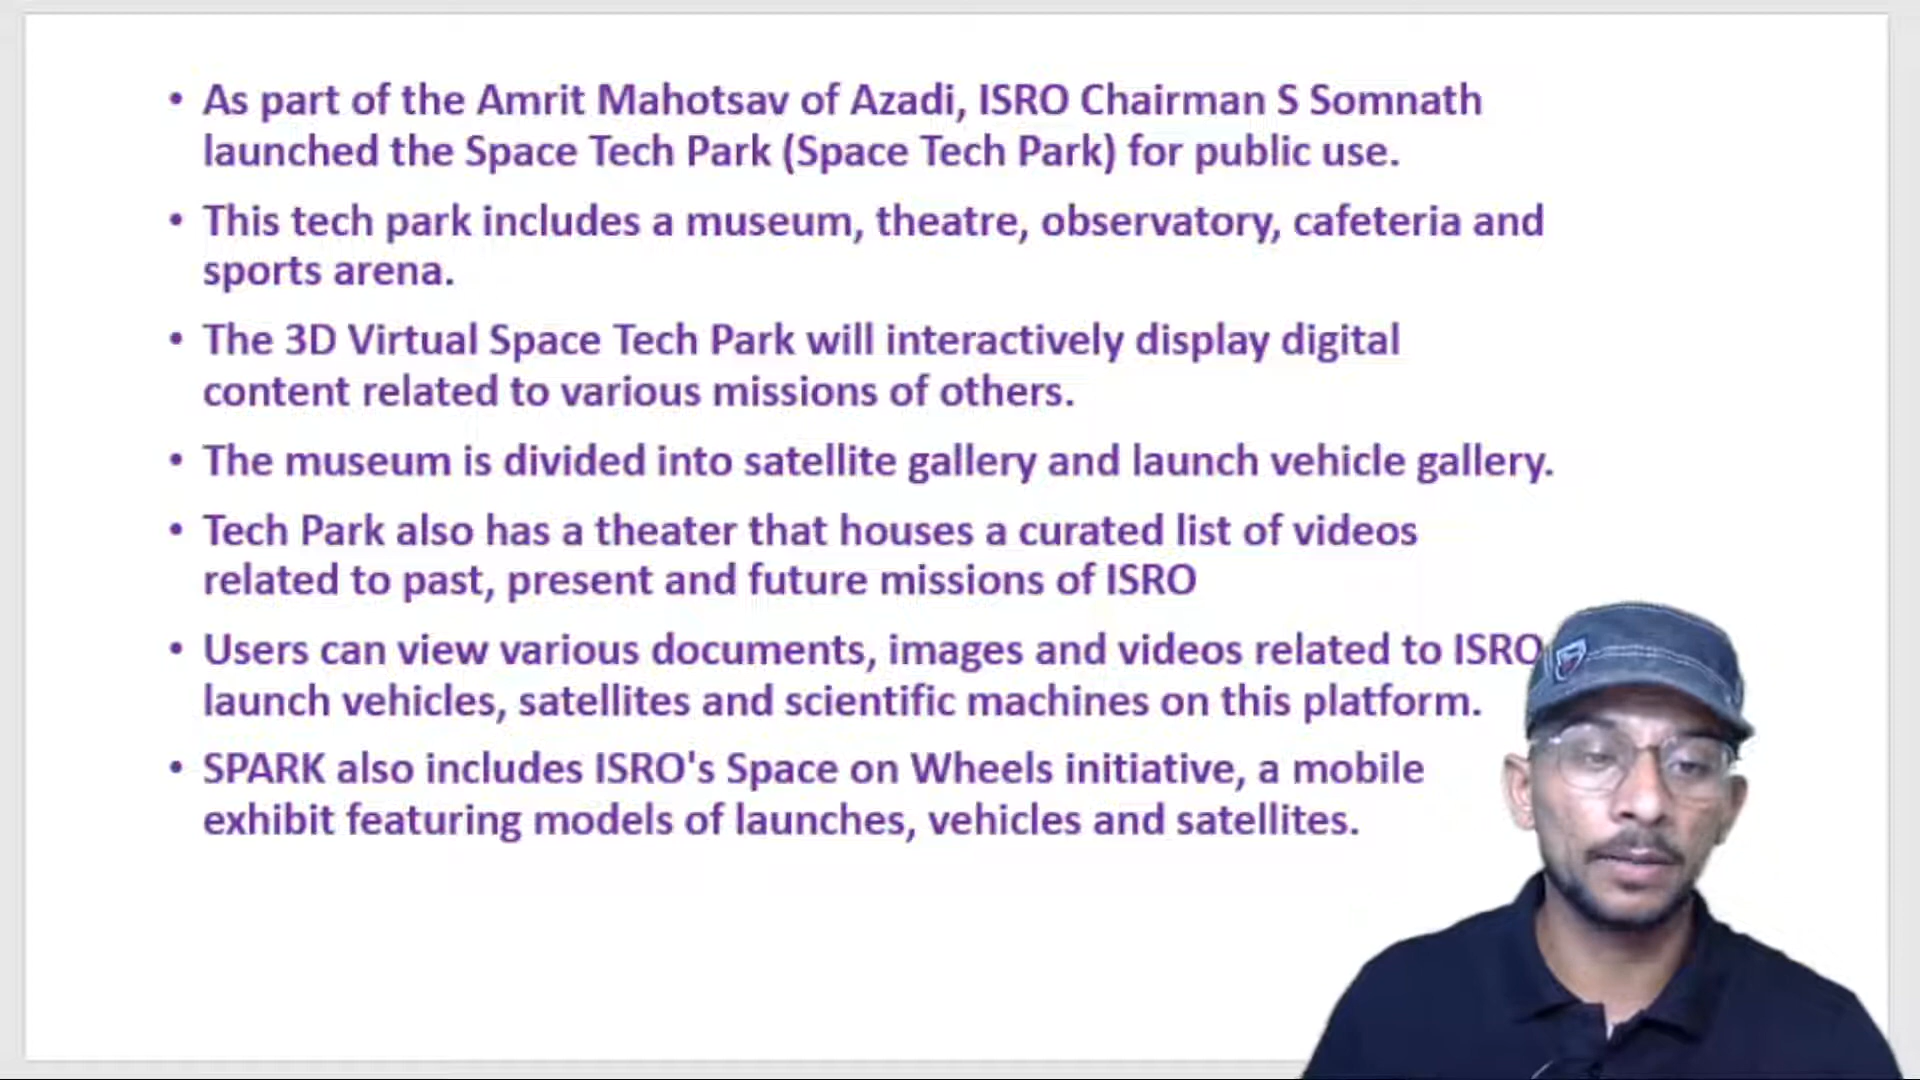 • As part of the Amrit Mahotsav of Azadi, ISRO Chairman S Somnath
launched the Space Tech Park (Space Tech Park) for public use.
• This tech park includes a museum, theatre, observatory, cafeteria and
sports arena.
• The 3D Virtual Space Tech Park will interactively display digital
content related to various missions of others.
• The museum is divided into satellite gallery and launch vehicle gallery.
• Tech Park also has a theater that houses a curated list of videos
related to past, present and future missions of ISRO
• Users can view various documents, images and videos related to ISRO
launch vehicles, satellites and scientific machines on this platform.
• SPARK also includes ISRO's Space on Wheels initiative, a mobile
exhibit featuring models of launches, vehicles and satellites.